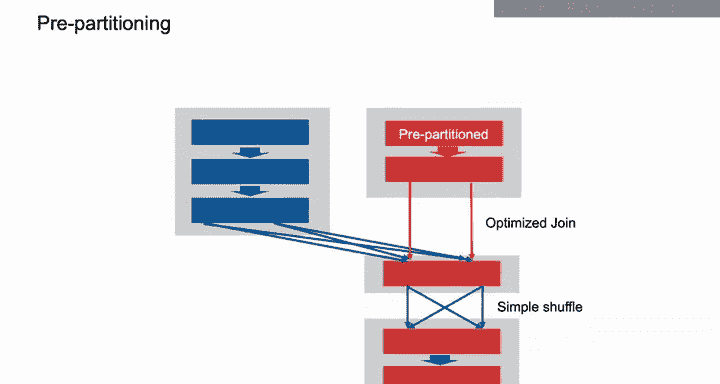 Pre-partitioning
Pre-partitioned
Optimized Join
Simple shuffle